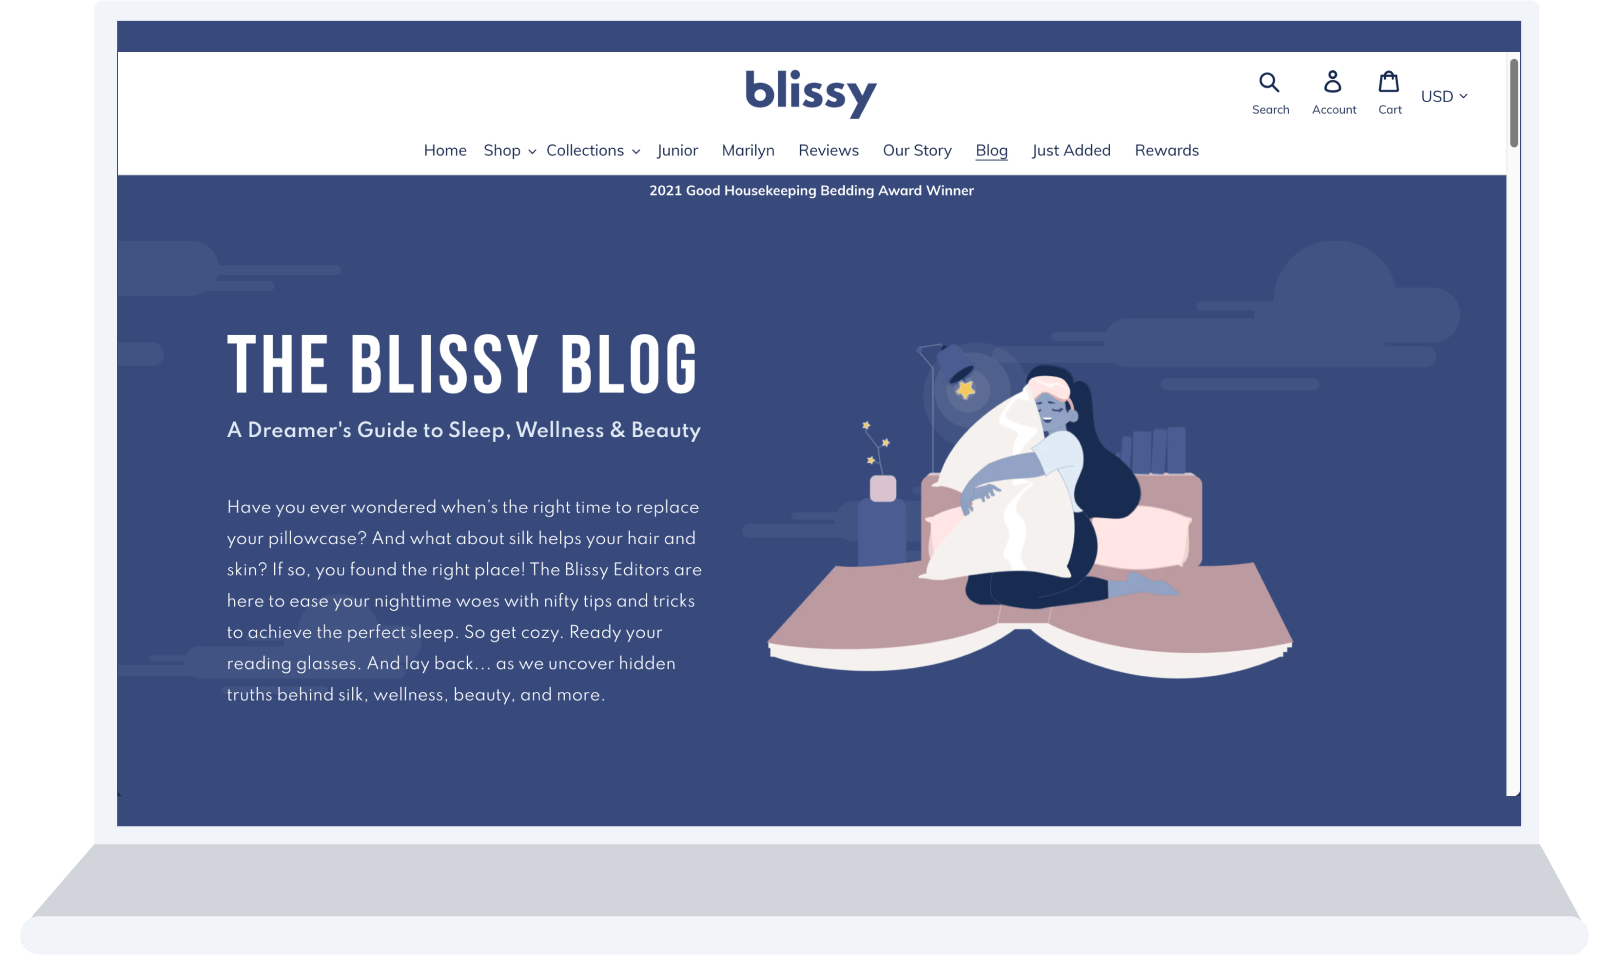 blissy
Search Account Cart USD
Home Shop Collections Junior Marilyn Reviews Our Story Blog Just Added Rewards
2021 Good Housekeeping Bedding Award Winner
THE BLISSY BLOG
A Dreamer's Guide to Sleep, Wellness & Beauty
Have you ever wondered when’s the right time to replace
your pillowcase? And what about silk helps your hair and
skin? If so, you found the right place! The Blissy Editors are
here to ease your nighttime woes with nifty tips and tricks
to achieve the perfect sleep. So get cozy. Ready your
reading glasses. And lay back... as we uncover hidden
truths behind silk, wellness, beauty, and more.